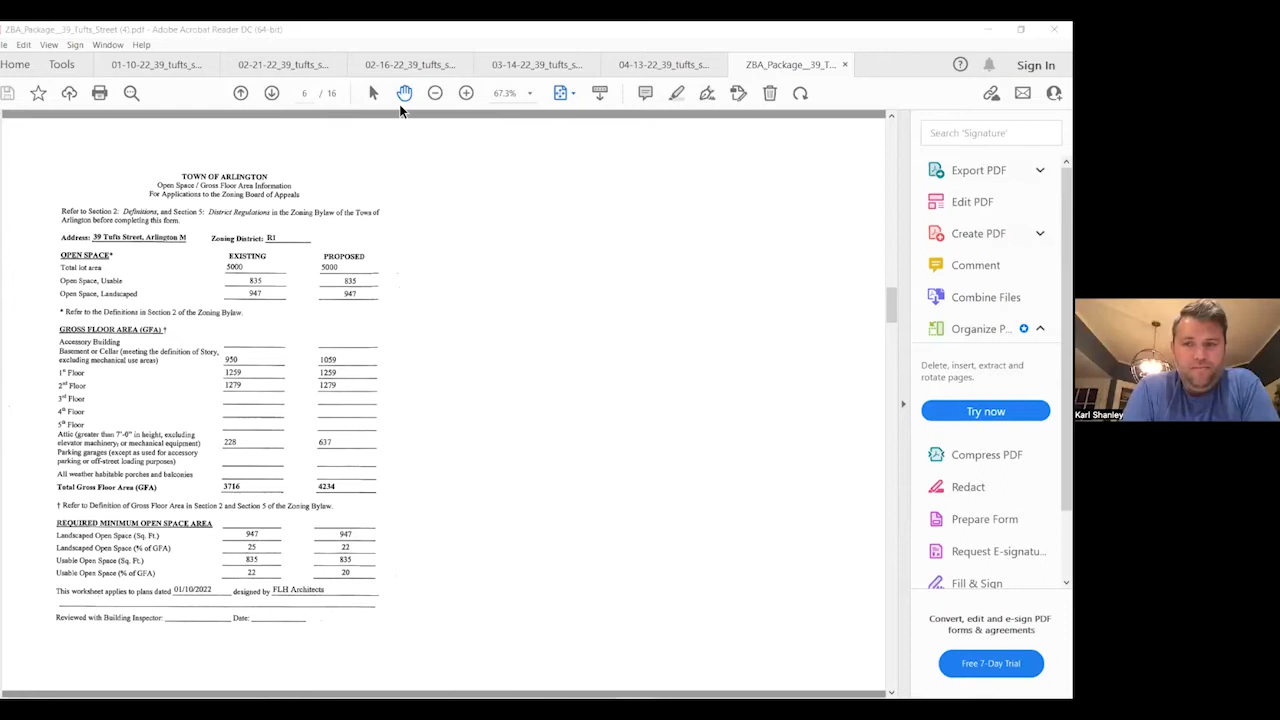 ZBA_Package__39_Tufts_Street (4).pdf - Adobe Acrobat Reader DC (64-bit)
le Edit View Sign Window Help
Home Tools 01-10-22_39_tufts_s... 02-21-22_39_tufts_s... 02-16-22_39_tufts_s... 03-14-22_39_tufts_s... 04-13-22_39_tufts_s... ZBA_Package__39_T... × Sign In
6 / 16 67.3%
Search 'Signature'
Export PDF
Edit PDF
Create PDF
Comment
Combine Files
Organize P...
Delete, insert, extract and
rotate pages.
Try now
Compress PDF
Redact
Prepare Form
Request E-signatu...
Fill & Sign
Convert, edit and e-sign PDF
forms & agreements
Free 7-Day Trial
TOWN OF ARLINGTON
Open Space / Gross Floor Area Information
For Applications to the Zoning Board of Appeals
Refer to Section 2: Definitions, and Section 5: District Regulations in the Zoning Bylaw of the Town of
Arlington before completing this form.
Address: 39 Tufts Street, Arlington M Zoning District: R1
OPEN SPACE* EXISTING PROPOSED
Total lot area 5000 5000
Open Space, Usable 835 835
Open Space, Landscaped 947 947
* Refer to the Definitions in Section 2 of the Zoning Bylaw.
GROSS FLOOR AREA (GFA) †
Accessory Building
Basement or Cellar (meeting the definition of Story,
excluding mechanical use areas) 950 1059
1st Floor 1259 1259
2nd Floor 1279 1279
3rd Floor
4th Floor
5th Floor
Attic (greater than 7'-0" in height, excluding
elevator machinery, or mechanical equipment) 228 637
Parking garages (except as used for accessory
parking or off-street loading purposes)
All weather habitable porches and balconies
Total Gross Floor Area (GFA) 3716 4234
† Refer to Definition of Gross Floor Area in Section 2 and Section 5 of the Zoning Bylaw.
REQUIRED MINIMUM OPEN SPACE AREA
Landscaped Open Space (Sq. Ft.) 947 947
Landscaped Open Space (% of GFA) 25 22
Usable Open Space (Sq. Ft.) 835 835
Usable Open Space (% of GFA) 22 20
This worksheet applies to plans dated 01/10/2022 designed by FLH Architects
Reviewed with Building Inspector: Date:
Karl Shanley